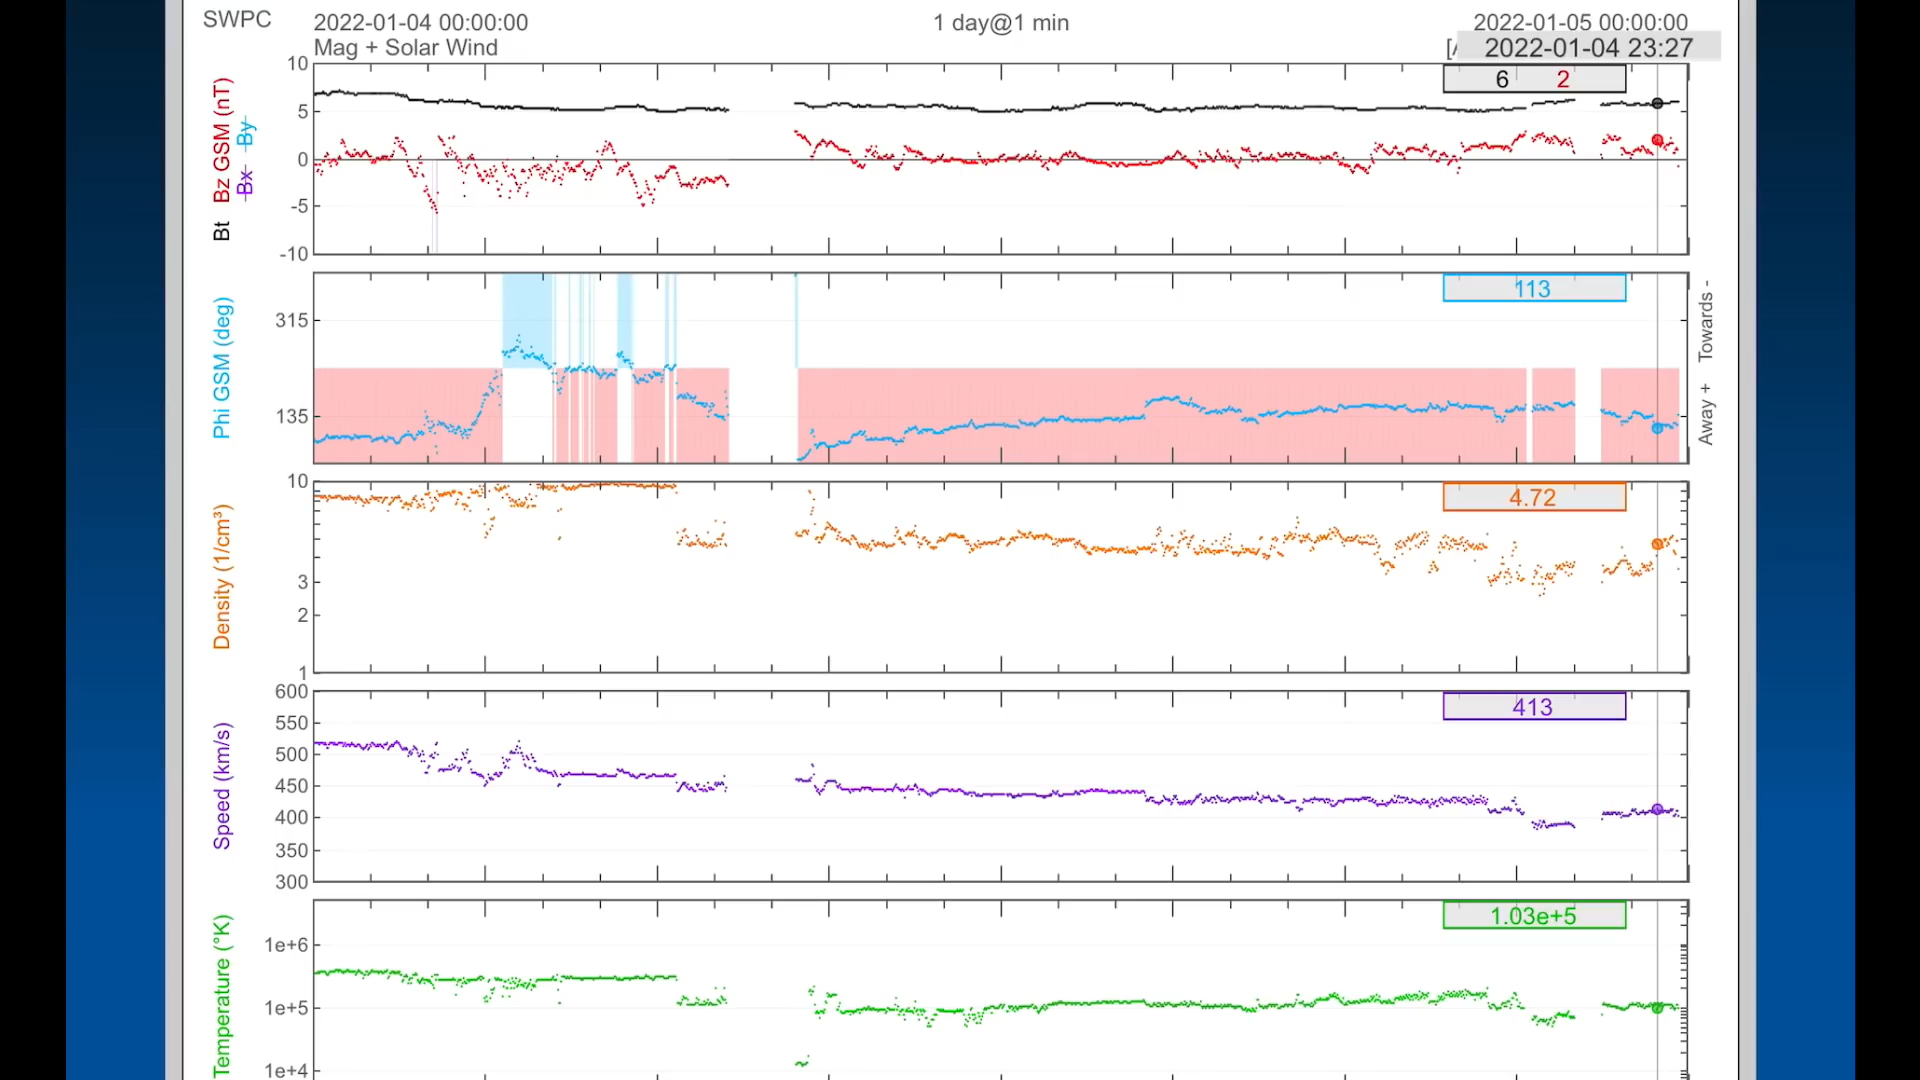 SWPC
2022-01-04 00:00:00
1 day@1 min
2022-01-05 00:00:00
Mag + Solar Wind
2022-01-04 23:27
Bt Bz GSM (nT)
Bx By
10
5
0
-5
-10
6 2
Phi GSM (deg)
315
135
113
Away + Towards -
Density (1/cm³)
10
3
2
1
4.72
Speed (km/s)
600
550
500
450
400
350
300
413
Temperature (°K)
1e+6
1e+5
1e+4
1.03e+5